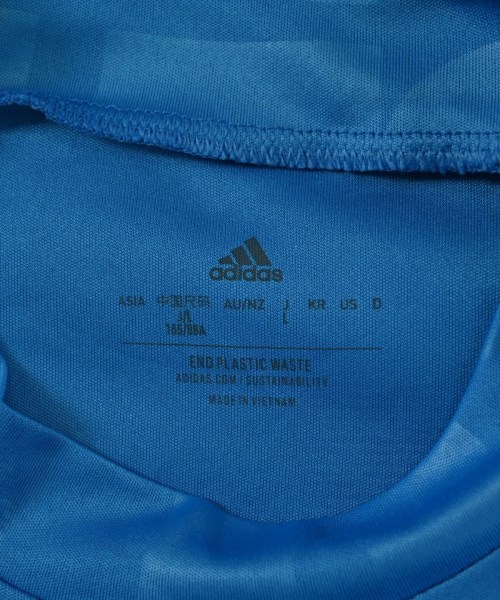 adidas
ASIA 中国尺码 AU/NZ J KR US D
J/L L
165/88A
END PLASTIC WASTE
ADIDAS.COM / SUSTAINABILITY
MADE IN VIETNAM